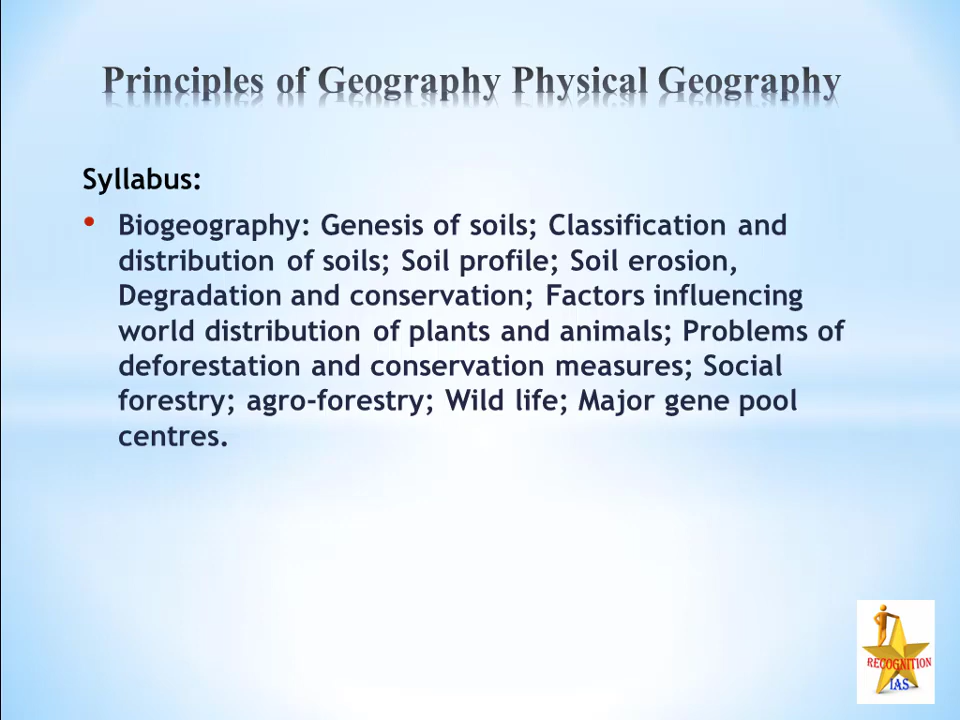 Principles of Geography Physical Geography
Syllabus:
• Biogeography: Genesis of soils; Classification and
distribution of soils; Soil profile; Soil erosion,
Degradation and conservation; Factors influencing
world distribution of plants and animals; Problems of
deforestation and conservation measures; Social
forestry; agro-forestry; Wild life; Major gene pool
centres.
RECOGNITION
IAS